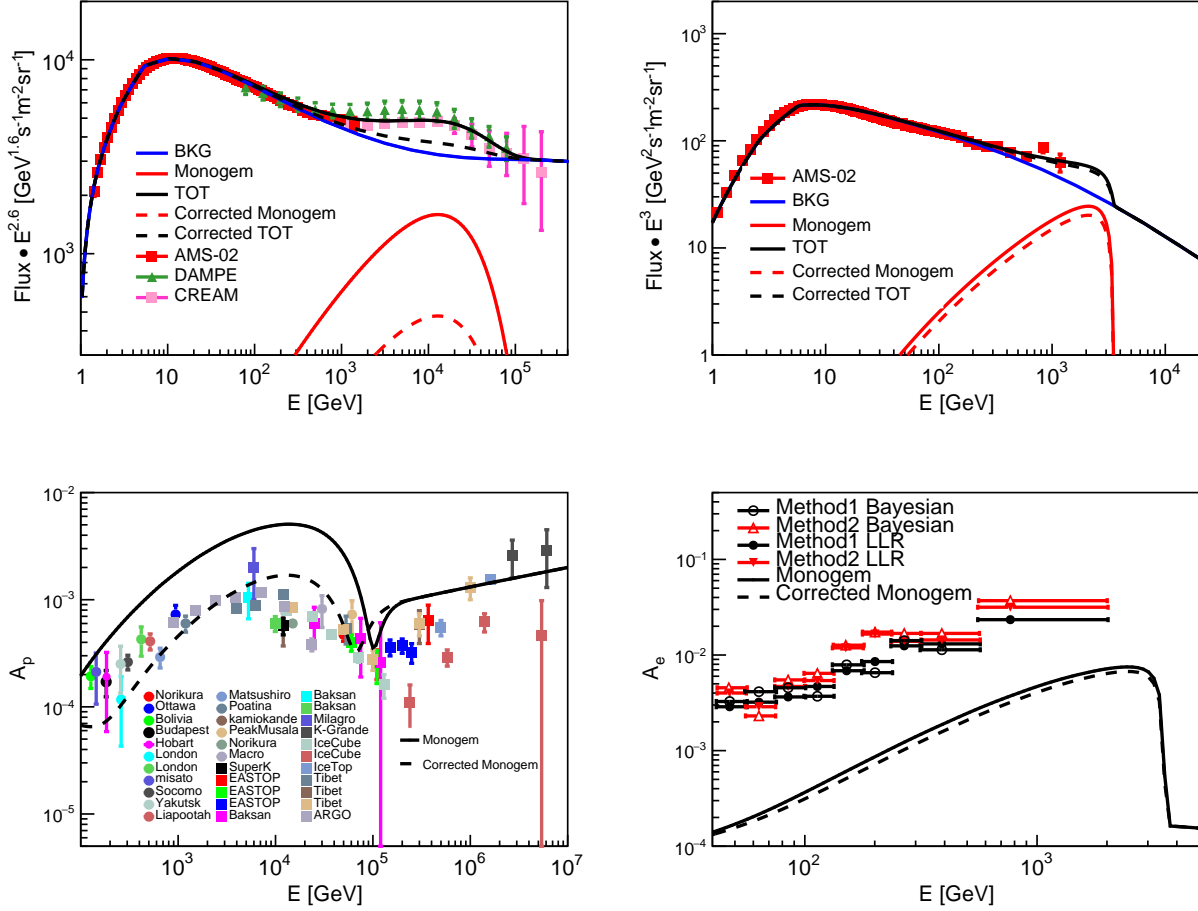 Flux • E^2.6 [GeV^1.6 s^-1 m^-2 sr^-1]
10^4
10^3
BKG
Monogem
TOT
Corrected Monogem
Corrected TOT
AMS-02
DAMPE
CREAM
1 10 10^2 10^3 10^4 10^5
E [GeV]
Flux • E^3 [GeV^2 s^-1 m^-2 sr^-1]
10^3
10^2
10
1
AMS-02
BKG
Monogem
TOT
Corrected Monogem
Corrected TOT
1 10 10^2 10^3 10^4
E [GeV]
A_p
10^-2
10^-3
10^-4
10^-5
Norikura
Ottawa
Bolivia
Budapest
Hobart
London
London
misato
Socomo
Yakutsk
Liapootah
Matsushiro
Poatina
kamiokande
PeakMusala
Norikura
Macro
SuperK
EASTOP
EASTOP
EASTOP
Baksan
Baksan
Baksan
Milagro
K-Grande
IceCube
IceCube
IceTop
Tibet
Tibet
Tibet
ARGO
Monogem
Corrected Monogem
10^3 10^4 10^5 10^6 10^7
E [GeV]
A_e
10^-1
10^-2
10^-3
10^-4
Method1 Bayesian
Method2 Bayesian
Method1 LLR
Method2 LLR
Monogem
Corrected Monogem
10^2 10^3
E [GeV]